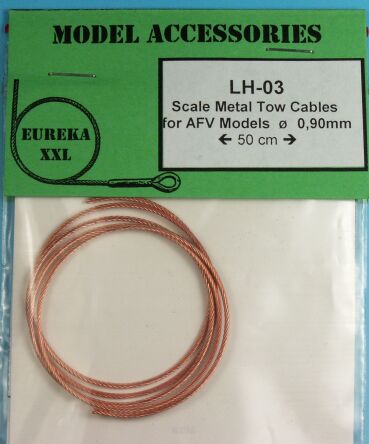 MODEL ACCESSORIES
EUREKA
XXL
LH-03
Scale Metal Tow Cables
for AFV Models ø 0,90mm
← 50 cm →